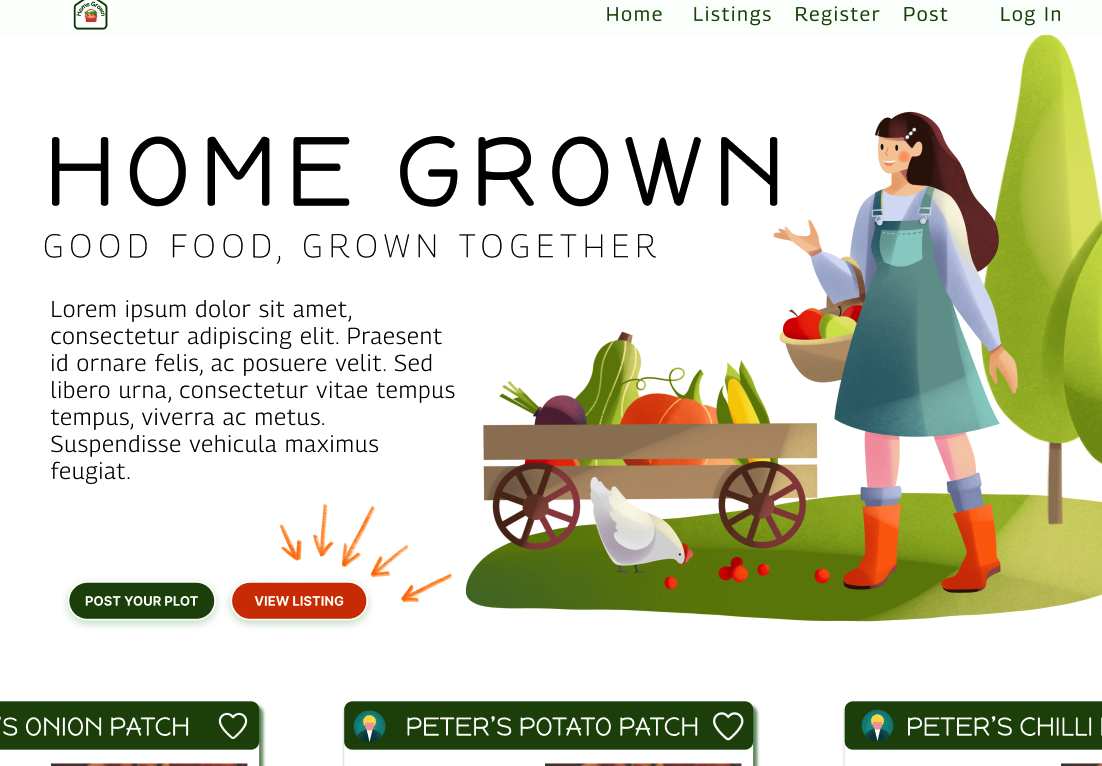 Home Grown
Home Listings Register Post Log In
HOME GROWN
GOOD FOOD, GROWN TOGETHER
Lorem ipsum dolor sit amet,
consectetur adipiscing elit. Praesent
id ornare felis, ac posuere velit. Sed
libero urna, consectetur vitae tempus
tempus, viverra ac metus.
Suspendisse vehicula maximus
feugiat.
POST YOUR PLOT VIEW LISTING
'S ONION PATCH PETER'S POTATO PATCH PETER'S CHILLI